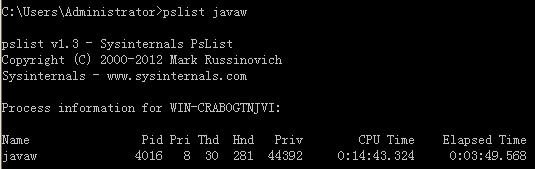 C:\Users\Administrator>pslist javaw
pslist v1.3 - Sysinternals PsList
Copyright (C) 2000-2012 Mark Russinovich
Sysinternals - www.sysinternals.com
Process information for WIN-CRABOGTNJVI:
Name Pid Pri Thd Hnd Priv CPU Time Elapsed Time
javaw 4016 8 30 281 44392 0:14:43.324 0:03:49.568